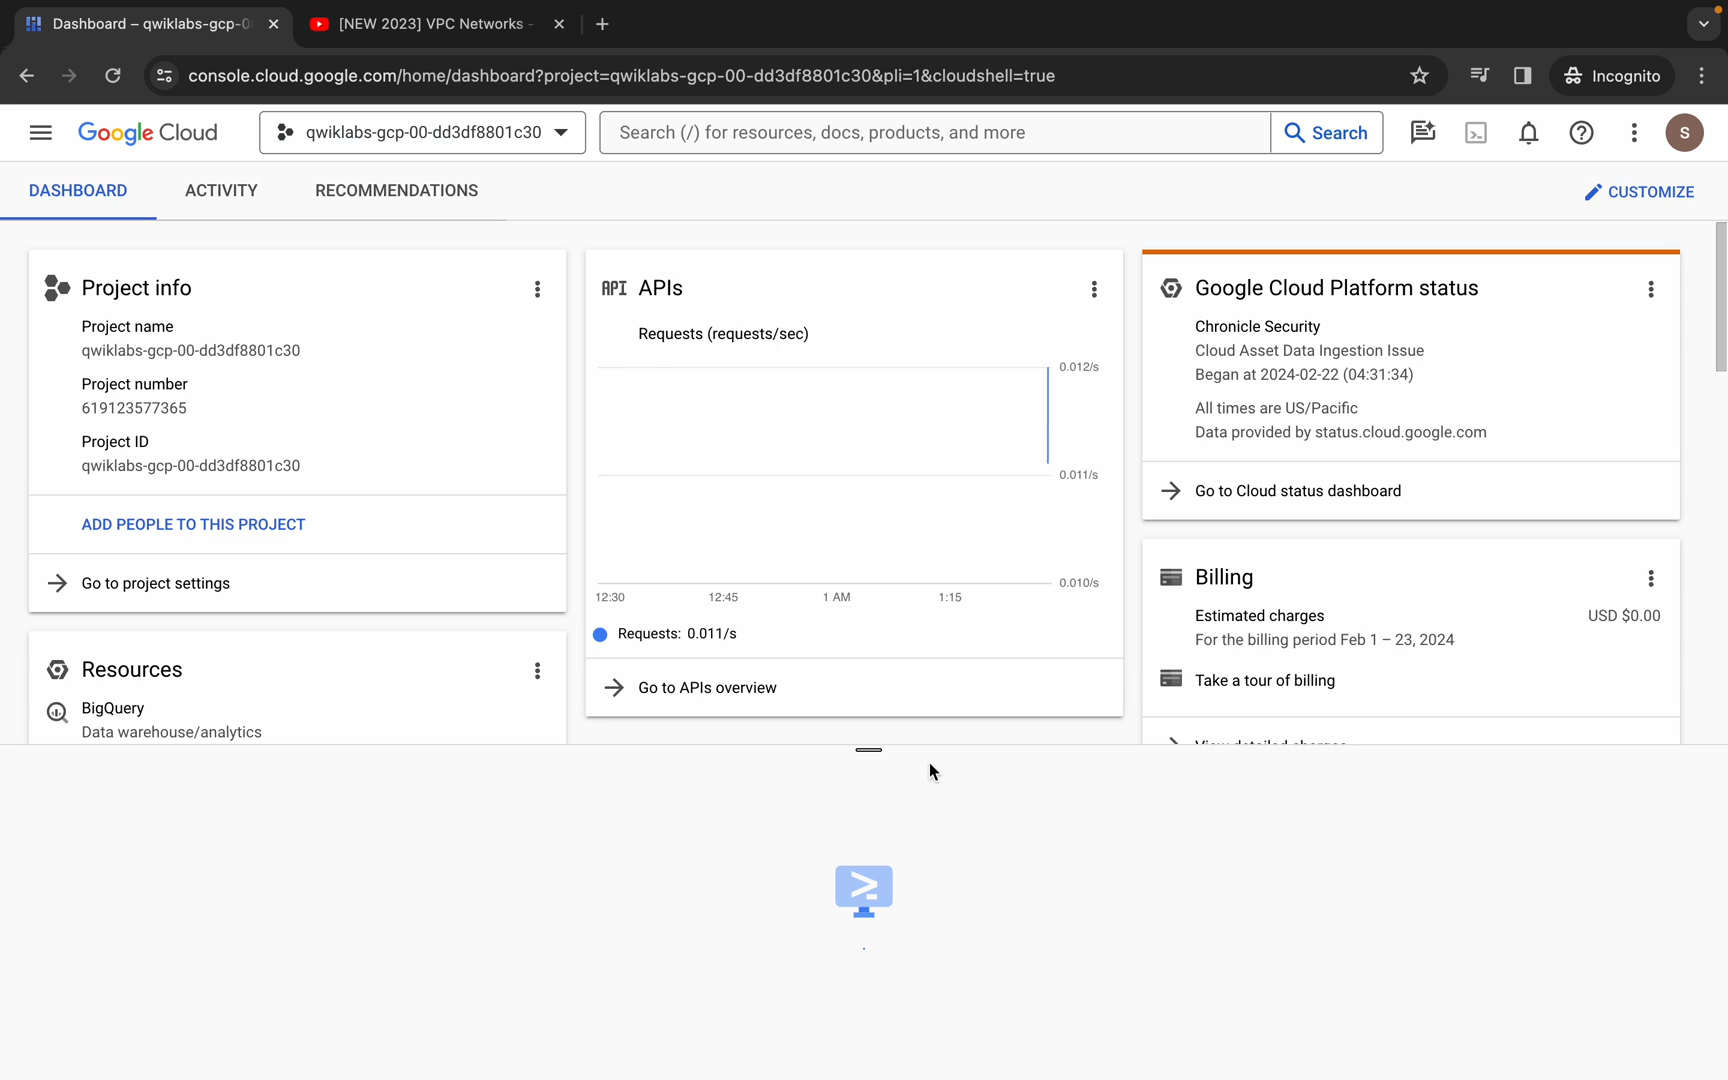 Dashboard – qwiklabs-gcp-0
[NEW 2023] VPC Networks -
console.cloud.google.com/home/dashboard?project=qwiklabs-gcp-00-dd3df8801c30&pli=1&cloudshell=true
Incognito
Google Cloud
qwiklabs-gcp-00-dd3df8801c30
Search (/) for resources, docs, products, and more
Search
S
DASHBOARD
ACTIVITY
RECOMMENDATIONS
CUSTOMIZE
Project info
Project name
qwiklabs-gcp-00-dd3df8801c30
Project number
619123577365
Project ID
qwiklabs-gcp-00-dd3df8801c30
ADD PEOPLE TO THIS PROJECT
Go to project settings
Resources
BigQuery
Data warehouse/analytics
API APIs
Requests (requests/sec)
0.012/s
0.011/s
0.010/s
12:30 12:45 1 AM 1:15
Requests: 0.011/s
Go to APIs overview
Google Cloud Platform status
Chronicle Security
Cloud Asset Data Ingestion Issue
Began at 2024-02-22 (04:31:34)
All times are US/Pacific
Data provided by status.cloud.google.com
Go to Cloud status dashboard
Billing
Estimated charges USD $0.00
For the billing period Feb 1 – 23, 2024
Take a tour of billing
View detailed charges